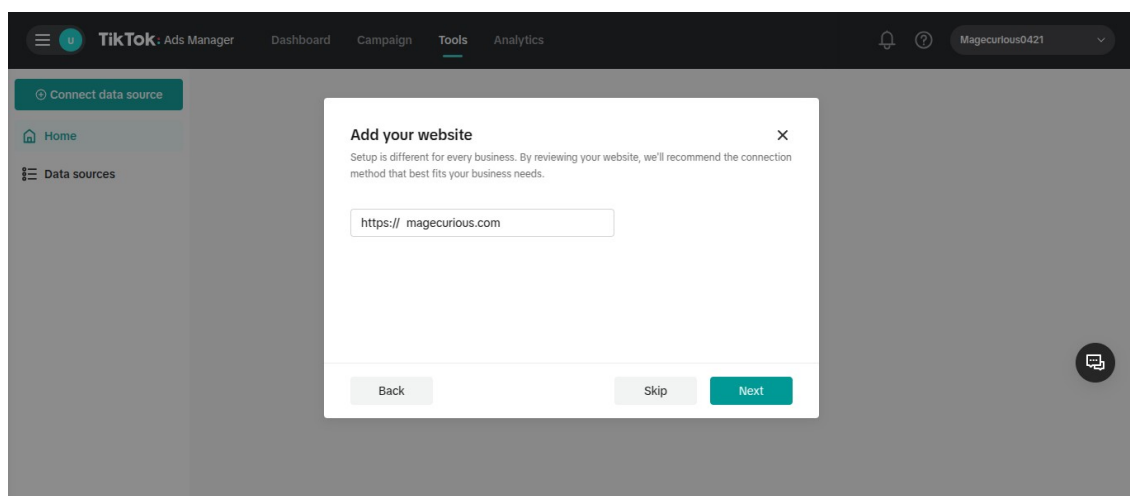 U TikTok: Ads Manager Dashboard Campaign Tools Analytics ? Magecurious0421
Connect data source
Home
Data sources
Add your website
Setup is different for every business. By reviewing your website, we'll recommend the connection
method that best fits your business needs.
https:// magecurious.com
Back Skip Next